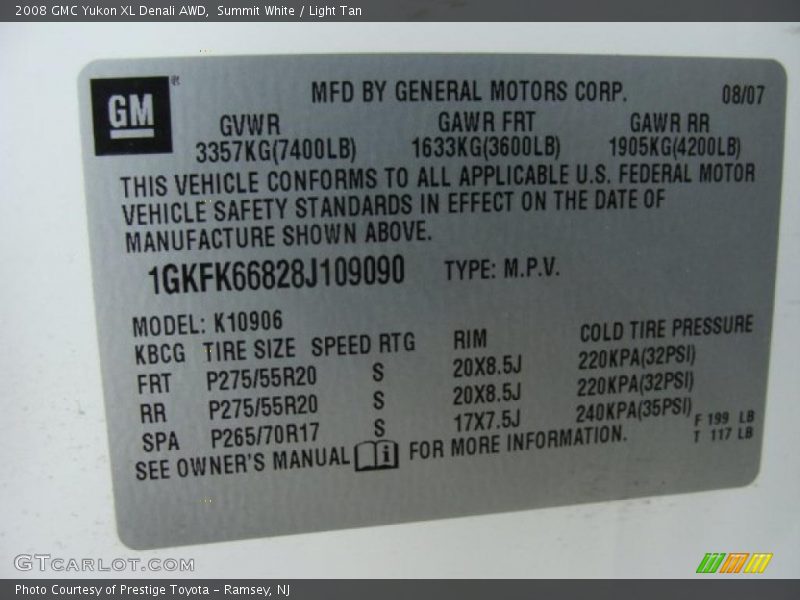 2008 GMC Yukon XL Denali AWD,  Summit White / Light Tan
GM ®
MFD BY GENERAL MOTORS CORP. 08/07
GVWR GAWR FRT GAWR RR
3357KG(7400LB) 1633KG(3600LB) 1905KG(4200LB)
THIS VEHICLE CONFORMS TO ALL APPLICABLE U.S. FEDERAL MOTOR
VEHICLE SAFETY STANDARDS IN EFFECT ON THE DATE OF
MANUFACTURE SHOWN ABOVE.
1GKFK66828J109090 TYPE: M.P.V.
MODEL: K10906
KBCG TIRE SIZE SPEED RTG RIM COLD TIRE PRESSURE
FRT P275/55R20 S 20X8.5J 220KPA(32PSI)
RR P275/55R20 S 20X8.5J 220KPA(32PSI)
SPA P265/70R17 S 17X7.5J 240KPA(35PSI) F 199 LB
T 117 LB
SEE OWNER'S MANUAL i FOR MORE INFORMATION.
GTCARLOT.COM
Photo Courtesy of Prestige Toyota - Ramsey, NJ